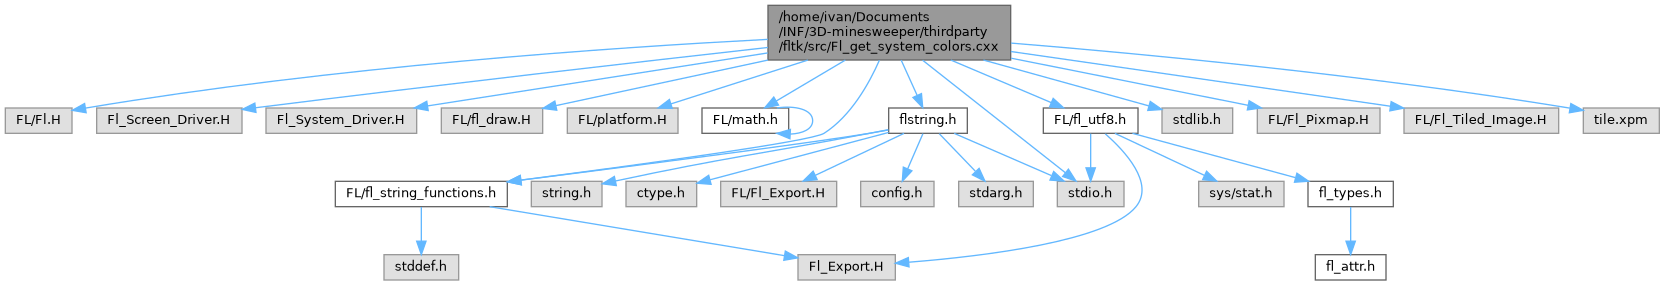 /home/ivan/Documents
/INF/3D-minesweeper/thirdparty
/fltk/src/Fl_get_system_colors.cxx
FL/Fl.H
Fl_Screen_Driver.H
Fl_System_Driver.H
FL/fl_draw.H
FL/platform.H
FL/math.h
flstring.h
FL/fl_utf8.h
stdlib.h
FL/Fl_Pixmap.H
FL/Fl_Tiled_Image.H
tile.xpm
FL/fl_string_functions.h
string.h
ctype.h
FL/Fl_Export.H
config.h
stdarg.h
stdio.h
sys/stat.h
fl_types.h
stddef.h
Fl_Export.H
fl_attr.h